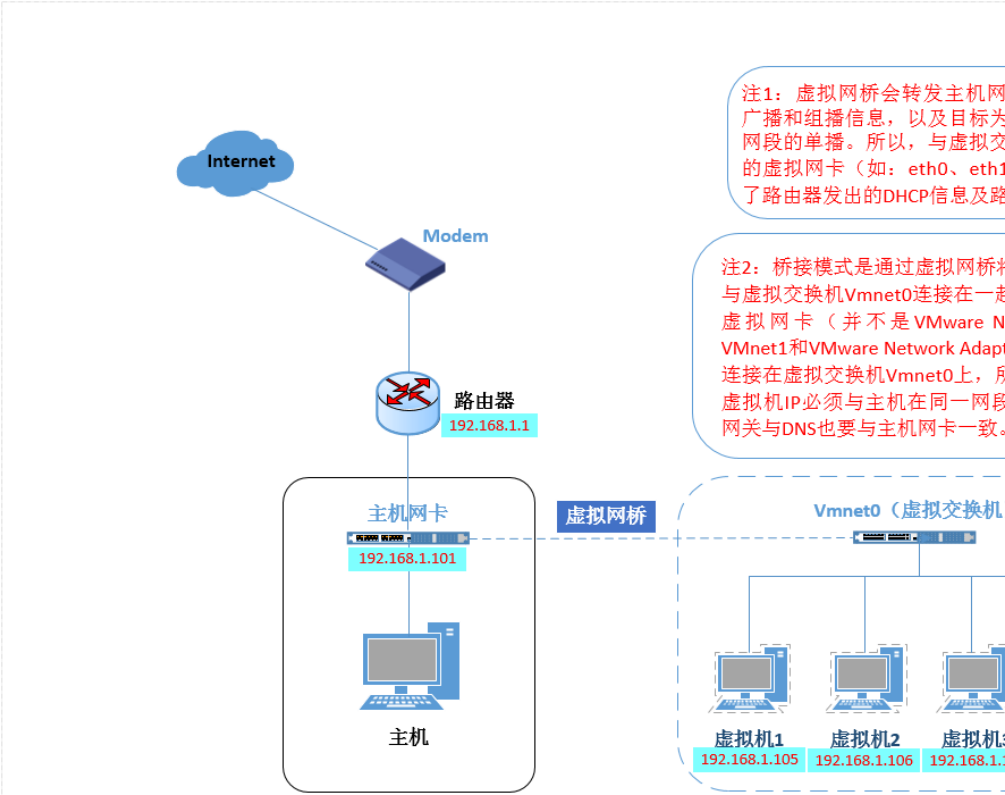 注1：虚拟网桥会转发主机网
广播和组播信息，以及目标为
网段的单播。所以，与虚拟交
的虚拟网卡（如：eth0、eth1
了路由器发出的DHCP信息及路
Internet
Modem
注2：桥接模式是通过虚拟网桥将
与虚拟交换机Vmnet0连接在一起
虚拟网卡（并不是VMware N
VMnet1和VMware Network Adapt
连接在虚拟交换机Vmnet0上，所
虚拟机IP必须与主机在同一网段
网关与DNS也要与主机网卡一致。
路由器
192.168.1.1
主机网卡
192.168.1.101
虚拟网桥
Vmnet0（虚拟交换机
主机
虚拟机1
192.168.1.105
虚拟机2
192.168.1.106
虚拟机3
192.168.1.1